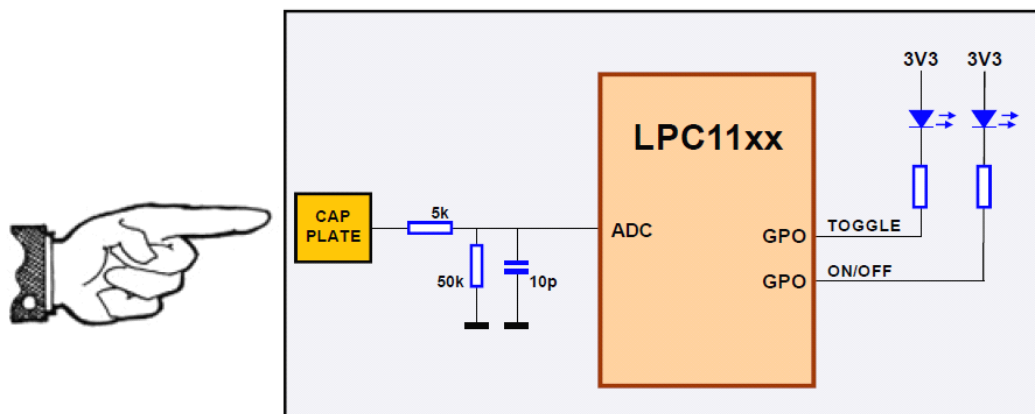 3V3 3V3
LPC11xx
CAP
PLATE
5k
50k
10p
ADC
GPO
TOGGLE
GPO
ON/OFF